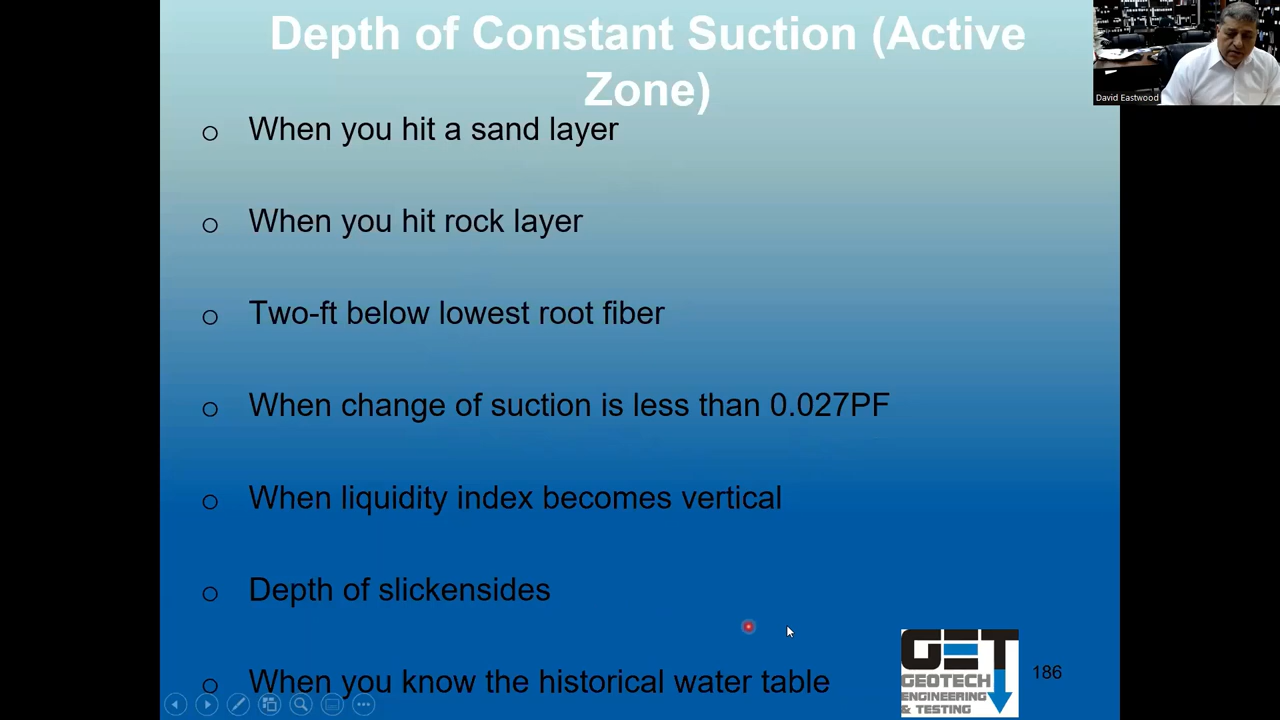 Depth of Constant Suction (Active
Zone)
David Eastwood
o When you hit a sand layer
o When you hit rock layer
o Two-ft below lowest root fiber
o When change of suction is less than 0.027PF
o When liquidity index becomes vertical
o Depth of slickensides
o When you know the historical water table
GET
GEOTECH
ENGINEERING
& TESTING
186